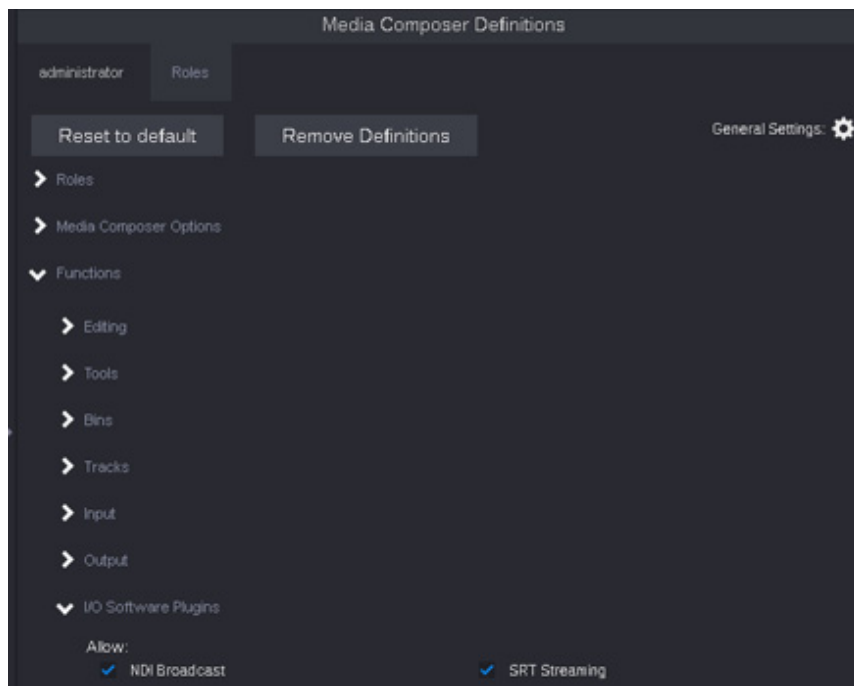 Media Composer Definitions
administrator Roles
Reset to default Remove Definitions General Settings:
Roles
Media Composer Options
Functions
Editing
Tools
Bins
Tracks
Input
Output
I/O Software Plugins
Allow:
NDI Broadcast SRT Streaming